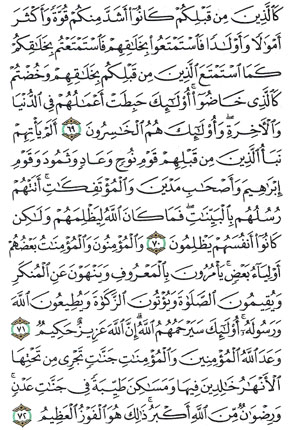 كَٱلَّذِينَ مِن قَبْلِكُمْ كَانُوٓا۟ أَشَدَّ مِنكُمْ قُوَّةً وَأَكْثَرَ
أَمْوَٰلًا وَأَوْلَٰدًا فَٱسْتَمْتَعُوا۟ بِخَلَٰقِهِمْ فَٱسْتَمْتَعْتُم بِخَلَٰقِكُمْ
كَمَا ٱسْتَمْتَعَ ٱلَّذِينَ مِن قَبْلِكُم بِخَلَٰقِهِمْ وَخُضْتُمْ
كَٱلَّذِى خَاضُوٓا۟ ۚ أُو۟لَٰٓئِكَ حَبِطَتْ أَعْمَٰلُهُمْ فِى ٱلدُّنْيَا
وَٱلْءَاخِرَةِ ۖ وَأُو۟لَٰٓئِكَ هُمُ ٱلْخَٰسِرُونَ ٦٩ أَلَمْ يَأْتِهِمْ
نَبَأُ ٱلَّذِينَ مِن قَبْلِهِمْ قَوْمِ نُوحٍ وَعَادٍ وَثَمُودَ وَقَوْمِ
إِبْرَٰهِيمَ وَأَصْحَٰبِ مَدْيَنَ وَٱلْمُؤْتَفِكَٰتِ ۚ أَتَتْهُمْ
رُسُلُهُم بِٱلْبَيِّنَٰتِ ۖ فَمَا كَانَ ٱللَّهُ لِيَظْلِمَهُمْ وَلَٰكِن
كَانُوٓا۟ أَنفُسَهُمْ يَظْلِمُونَ ٧٠ وَٱلْمُؤْمِنُونَ وَٱلْمُؤْمِنَٰتُ بَعْضُهُمْ
أَوْلِيَآءُ بَعْضٍ ۚ يَأْمُرُونَ بِٱلْمَعْرُوفِ وَيَنْهَوْنَ عَنِ ٱلْمُنكَرِ
وَيُقِيمُونَ ٱلصَّلَوٰةَ وَيُؤْتُونَ ٱلزَّكَوٰةَ وَيُطِيعُونَ ٱللَّهَ
وَرَسُولَهُۥٓ ۚ أُو۟لَٰٓئِكَ سَيَرْحَمُهُمُ ٱللَّهُ ۗ إِنَّ ٱللَّهَ عَزِيزٌ حَكِيمٌ ٧١
وَعَدَ ٱللَّهُ ٱلْمُؤْمِنِينَ وَٱلْمُؤْمِنَٰتِ جَنَّٰتٍ تَجْرِى مِن تَحْتِهَا
ٱلْأَنْهَٰرُ خَٰلِدِينَ فِيهَا وَمَسَٰكِنَ طَيِّبَةً فِى جَنَّٰتِ عَدْنٍ ۚ
وَرِضْوَٰنٌ مِّنَ ٱللَّهِ أَكْبَرُ ۚ ذَٰلِكَ هُوَ ٱلْفَوْزُ ٱلْعَظِيمُ ٧٢